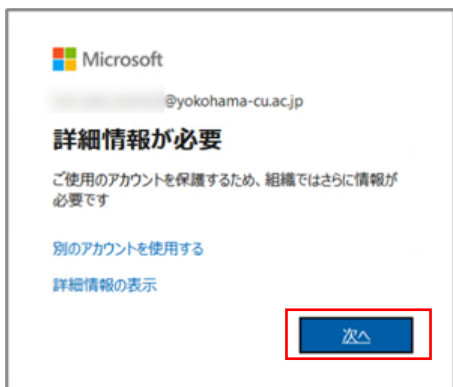 Microsoft
@yokohama-cu.ac.jp
詳細情報が必要
ご使用のアカウントを保護するため、組織ではさらに情報が
必要です
別のアカウントを使用する
詳細情報の表示
次へ